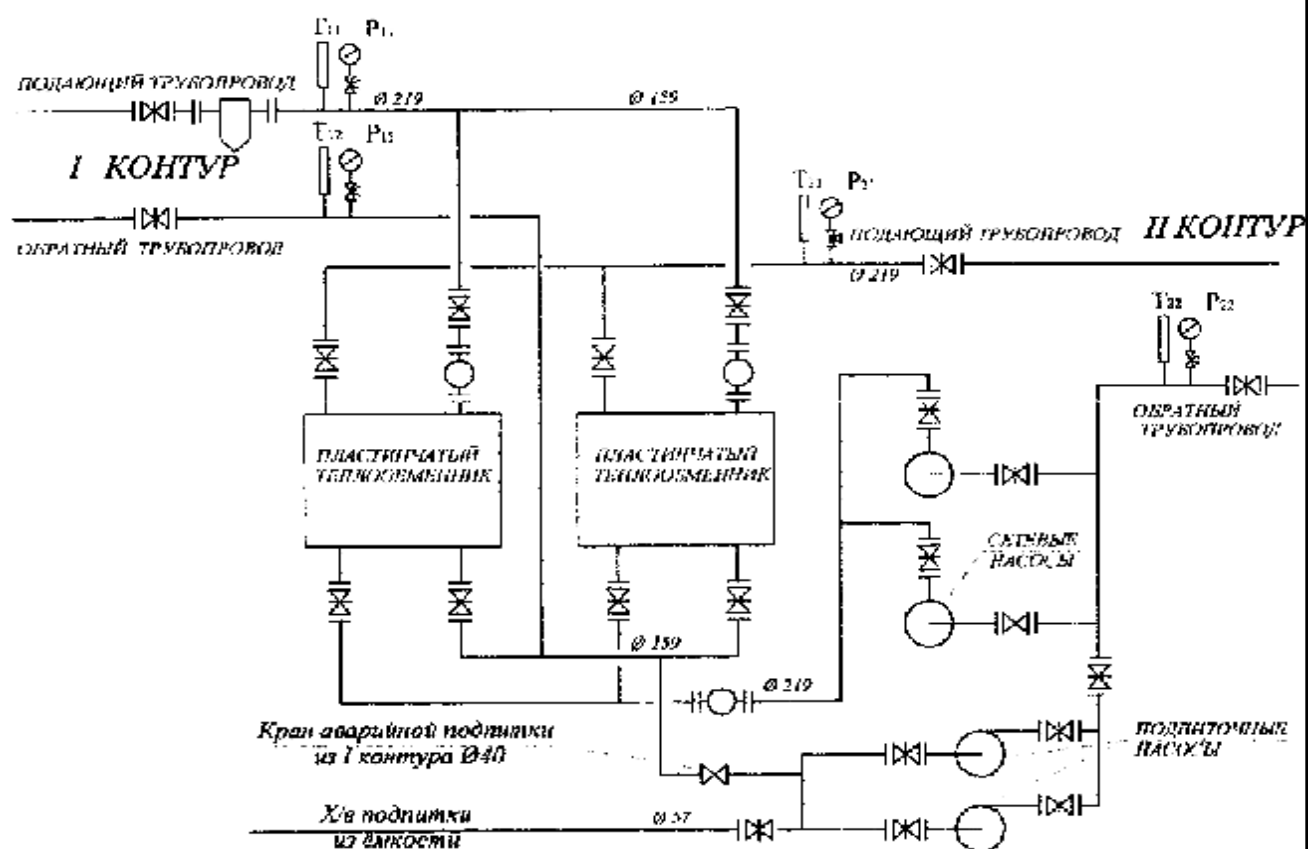 T₁₁ P₁₁
ПОДАЮЩИЙ ТРУБОПРОВОД
Ø 219
Ø 159
T₁₂ P₁₂
I КОНТУР
ОБРАТНЫЙ ТРУБОПРОВОД
T₂₁ P₂₁
ПОДАЮЩИЙ ТРУБОПРОВОД
II КОНТУР
Ø 219
T₂₂ P₂₂
ОБРАТНЫЙ
ТРУБОПРОВОД
ПЛАСТИНЧАТЫЙ
ТЕПЛООБМЕННИК
ПЛАСТИНЧАТЫЙ
ТЕПЛООБМЕННИК
СЕТЕВЫЕ
НАСОСЫ
Ø 159
Ø 219
Кран аварийной подпитки
из I контура Ø40
ПОДПИТОЧНЫЕ
НАСОСЫ
Х/в подпитки
из ёмкости
Ø 57